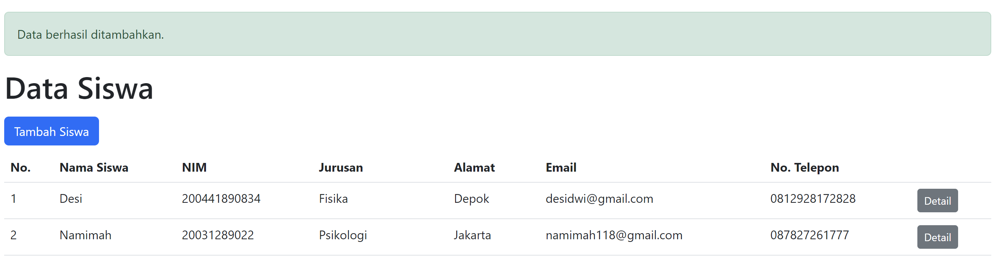 Data berhasil ditambahkan.
Data Siswa
Tambah Siswa
No. Nama Siswa NIM Jurusan Alamat Email No. Telepon
1 Desi 200441890834 Fisika Depok desidwi@gmail.com 0812928172828 Detail
2 Namimah 20031289022 Psikologi Jakarta namimah118@gmail.com 087827261777 Detail